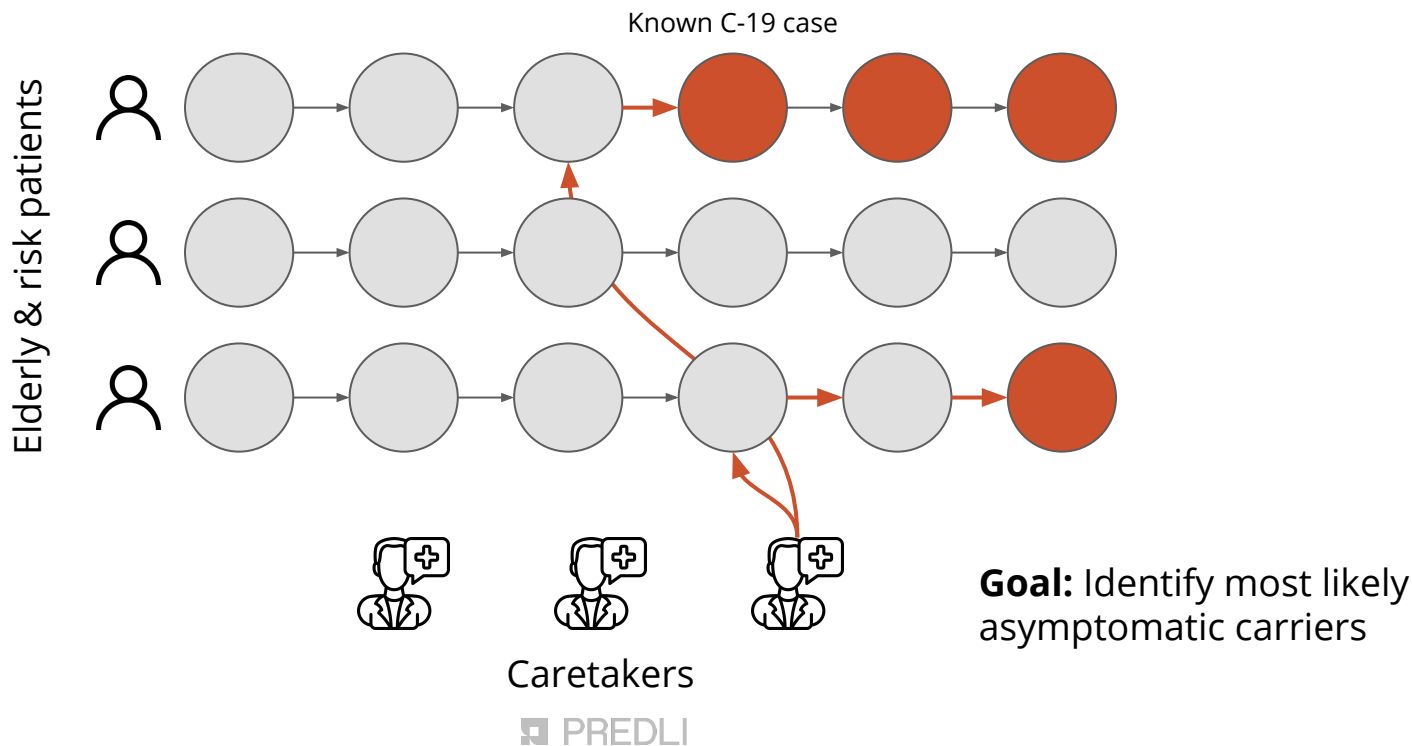 Known C-19 case
Elderly & risk patients
Goal: Identify most likely
asymptomatic carriers
Caretakers
PREDLI